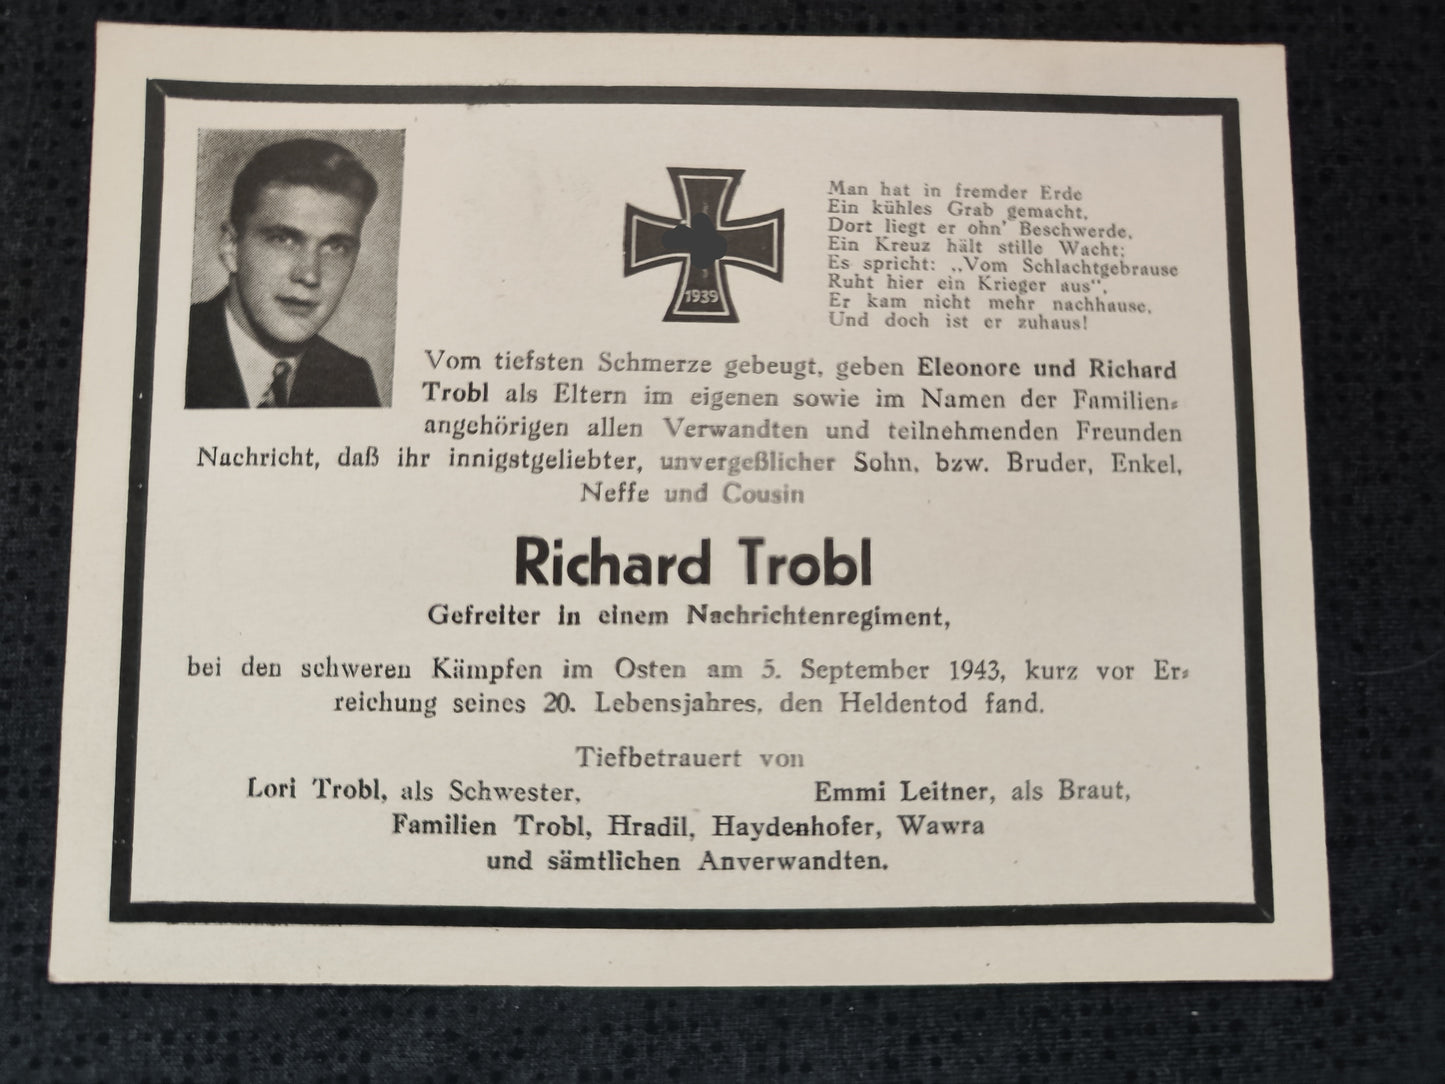 1939
Man hat in fremder Erde
Ein kühles Grab gemacht,
Dort liegt er ohn' Beschwerde,
Ein Kreuz hält stille Wacht;
Es spricht: „Vom Schlachtgebrause
Ruht hier ein Krieger aus“,
Er kam nicht mehr nachhause,
Und doch ist er zuhaus!
Vom tiefsten Schmerze gebeugt, geben Eleonore und Richard
Trobl als Eltern im eigenen sowie im Namen der Familien⸗
angehörigen allen Verwandten und teilnehmenden Freunden
Nachricht, daß ihr innigstgeliebter, unvergeßlicher Sohn, bzw. Bruder, Enkel,
Neffe und Cousin
Richard Trobl
Gefreiter in einem Nachrichtenregiment,
bei den schweren Kämpfen im Osten am 5. September 1943, kurz vor Er⸗
reichung seines 20. Lebensjahres, den Heldentod fand.
Tiefbetrauert von
Lori Trobl, als Schwester, Emmi Leitner, als Braut,
Familien Trobl, Hradil, Haydenhofer, Wawra
und sämtlichen Anverwandten.